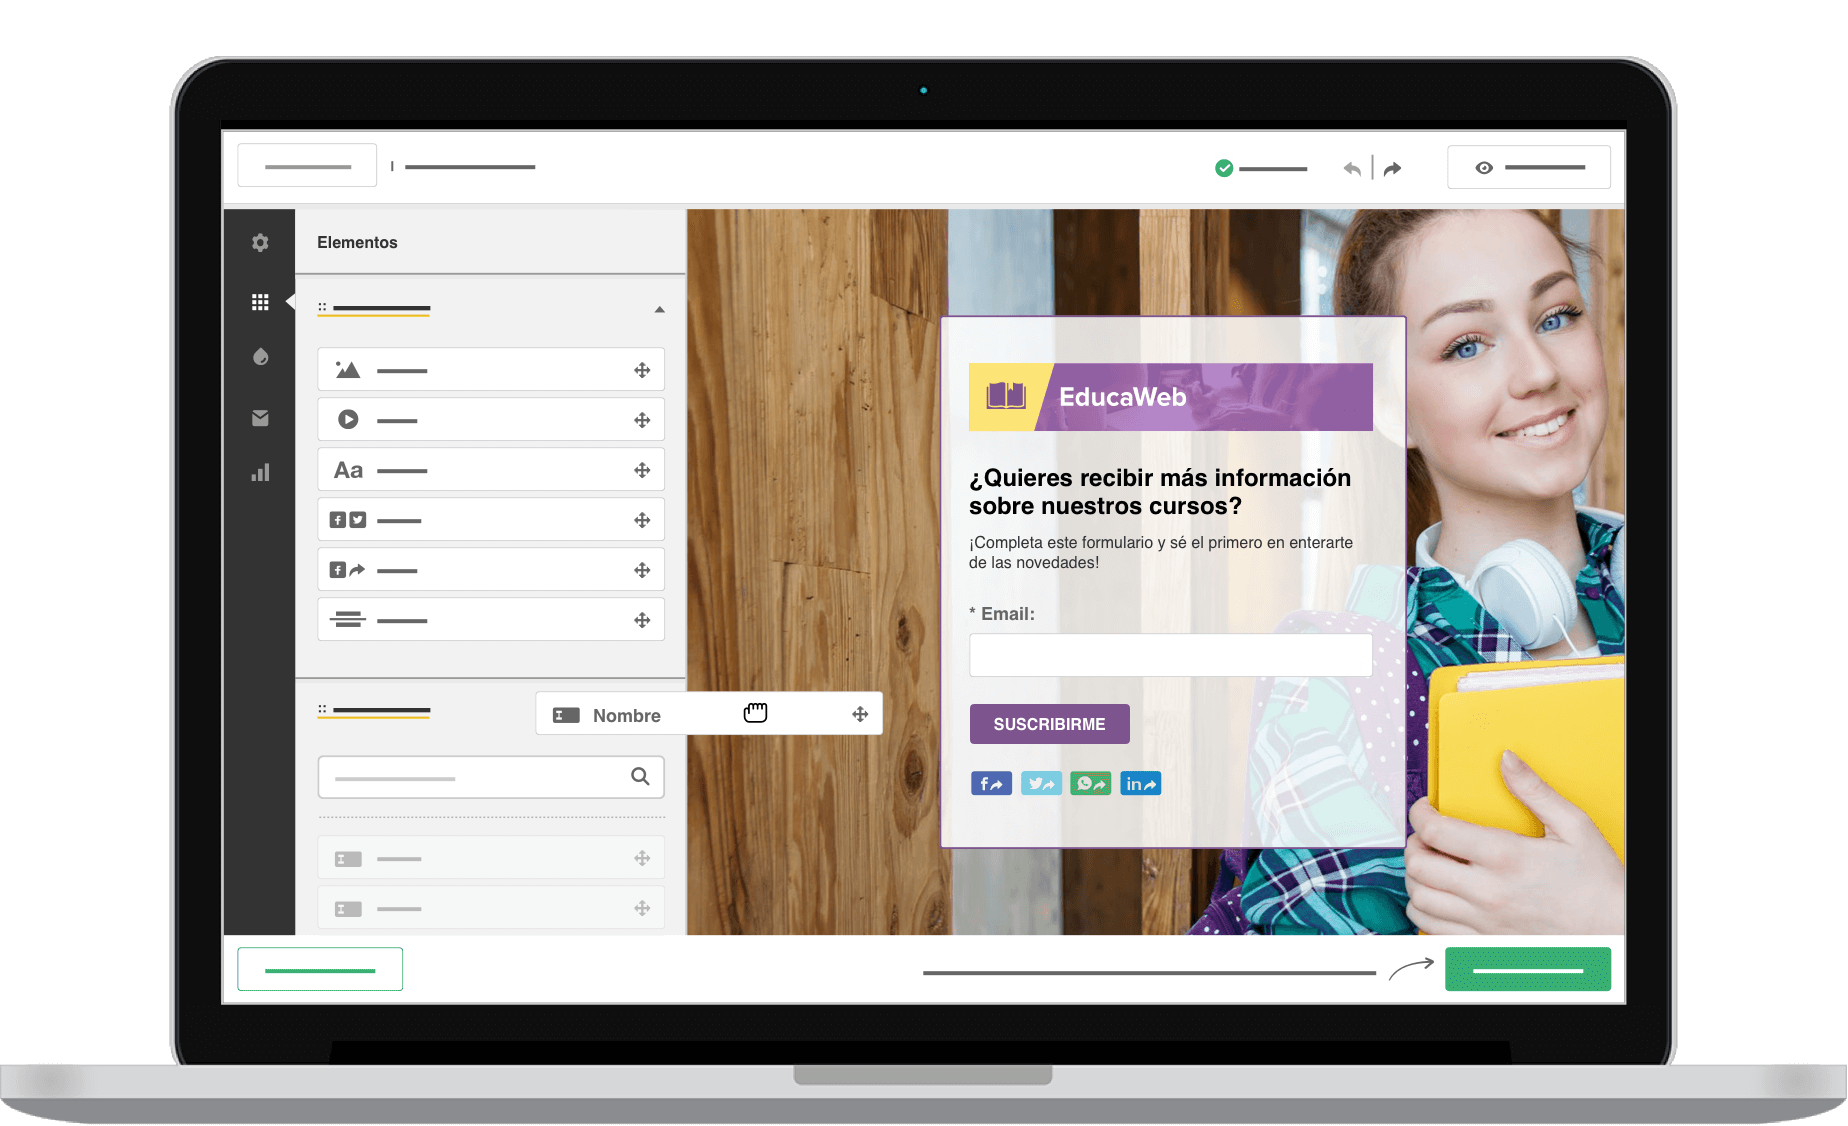 Elementos
Aa
Nombre
EducaWeb
¿Quieres recibir más información
sobre nuestros cursos?
¡Completa este formulario y sé el primero en enterarte
de las novedades!
* Email:
SUSCRIBIRME